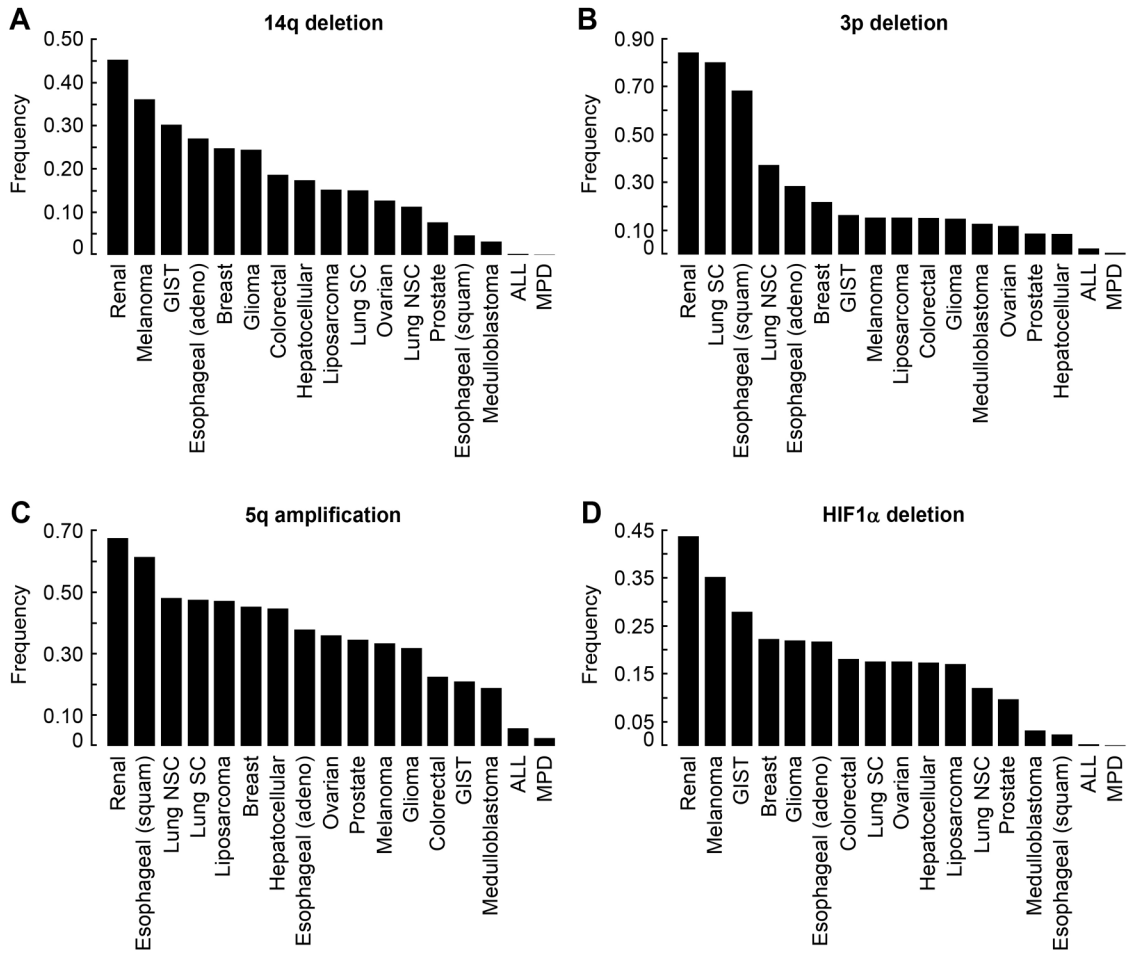 A
14q deletion
Frequency
0.50
0.40
0.30
0.20
0.10
0
Renal
Melanoma
GIST
Esophageal (adeno)
Breast
Glioma
Colorectal
Hepatocellular
Liposarcoma
Lung SC
Ovarian
Lung NSC
Prostate
Esophageal (squam)
Medulloblastoma
ALL
MPD
B
3p deletion
Frequency
0.90
0.70
0.50
0.30
0.10
0
Renal
Lung SC
Esophageal (squam)
Lung NSC
Esophageal (adeno)
Breast
GIST
Melanoma
Liposarcoma
Colorectal
Glioma
Medulloblastoma
Ovarian
Prostate
Hepatocellular
ALL
MPD
C
5q amplification
Frequency
0.70
0.50
0.30
0.10
0
Renal
Esophageal (squam)
Lung NSC
Lung SC
Liposarcoma
Breast
Hepatocellular
Esophageal (adeno)
Ovarian
Prostate
Melanoma
Glioma
Colorectal
GIST
Medulloblastoma
ALL
MPD
D
HIF1α deletion
Frequency
0.45
0.35
0.25
0.15
0.05
0
Renal
Melanoma
GIST
Breast
Glioma
Esophageal (adeno)
Colorectal
Lung SC
Ovarian
Hepatocellular
Liposarcoma
Lung NSC
Prostate
Medulloblastoma
Esophageal (squam)
ALL
MPD